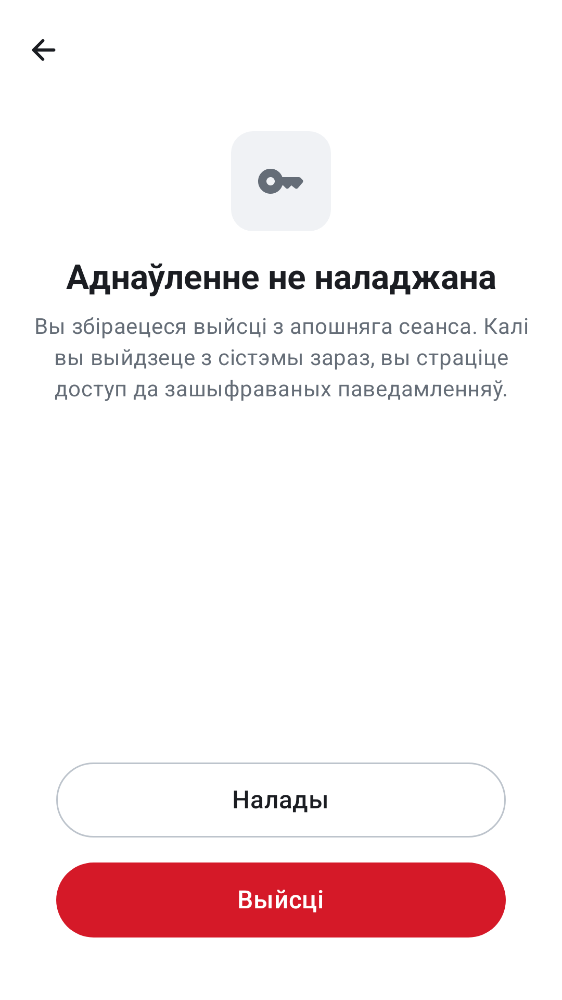 Аднаўленне не наладжана
Вы збіраецеся выйсці з апошняга сеанса. Калі
вы выйдзеце з сістэмы зараз, вы страціце
доступ да зашыфраваных паведамленняў.
Налады
Выйсці